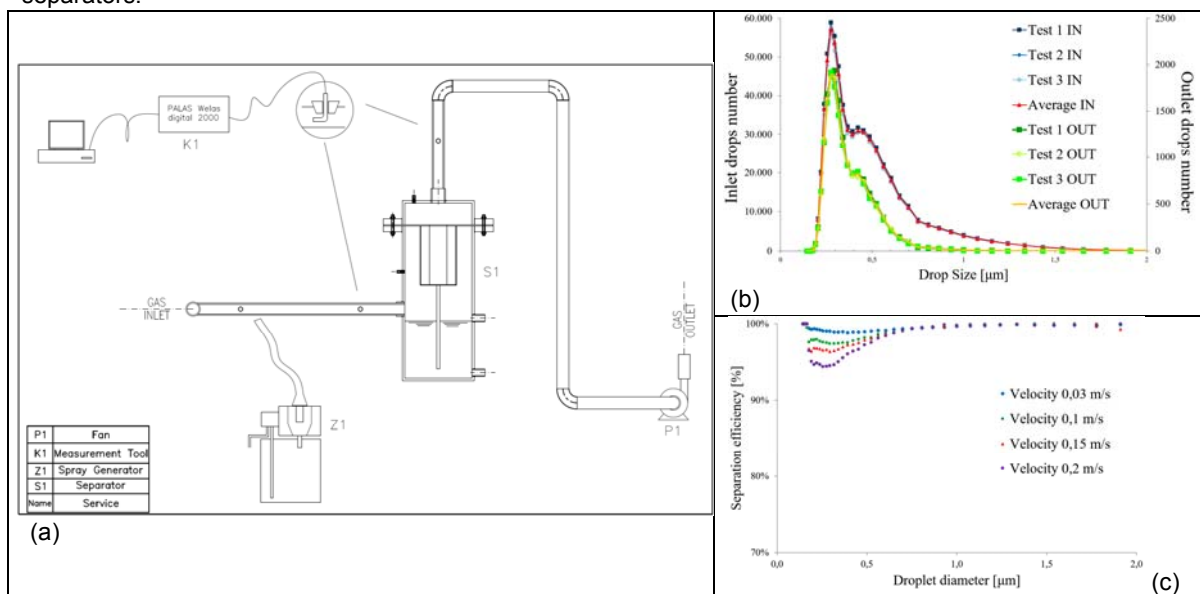 separators.
PALAS Welas
digital 2000
K1
S1
GAS
INLET
GAS
OUTLET
Z1
P1
P1 Fan
K1 Measurement Tool
Z1 Spray Generator
S1 Separator
Name Service
(a)
60.000
50.000
40.000
30.000
20.000
10.000
0
Inlet drops number
2500
2000
1500
1000
500
0
Outlet drops number
Test 1 IN
Test 2 IN
Test 3 IN
Average IN
Test 1 OUT
Test 2 OUT
Test 3 OUT
Average OUT
0 0,5 1 1,5 2
Drop Size [µm]
(b)
100%
90%
80%
70%
Separation efficiency [%]
Velocity 0,03 m/s
Velocity 0,1 m/s
Velocity 0,15 m/s
Velocity 0,2 m/s
0,0 0,5 1,0 1,5 2,0
Droplet diameter [µm]
(c)